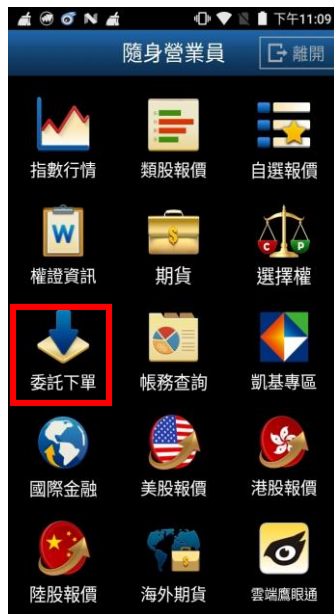 下午11:09
隨身營業員
離開
指數行情
類股報價
自選報價
W
$
C P
權證資訊
期貨
選擇權
委託下單
帳務查詢
凱基專區
國際金融
美股報價
港股報價
陸股報價
海外期貨
雲端鷹眼通